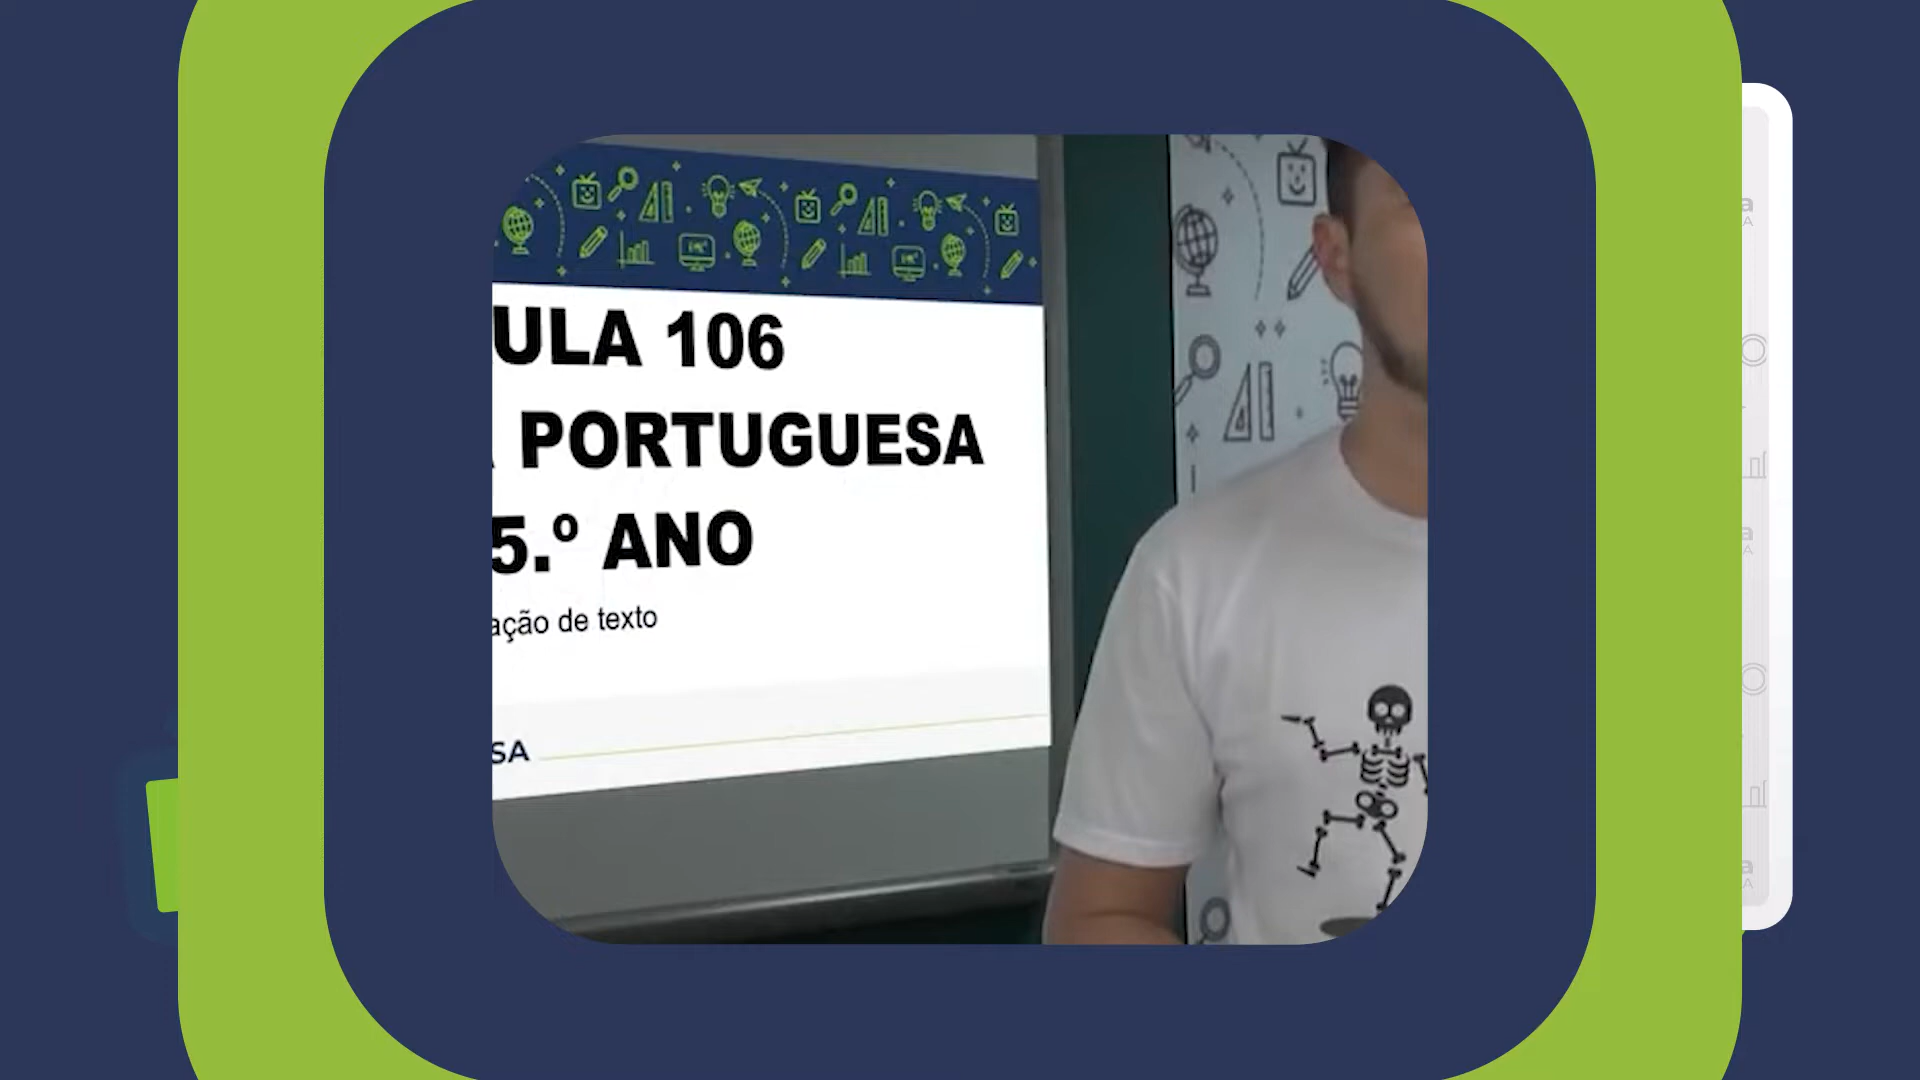 ULA 106
PORTUGUESA
5.º ANO
ação de texto
SA